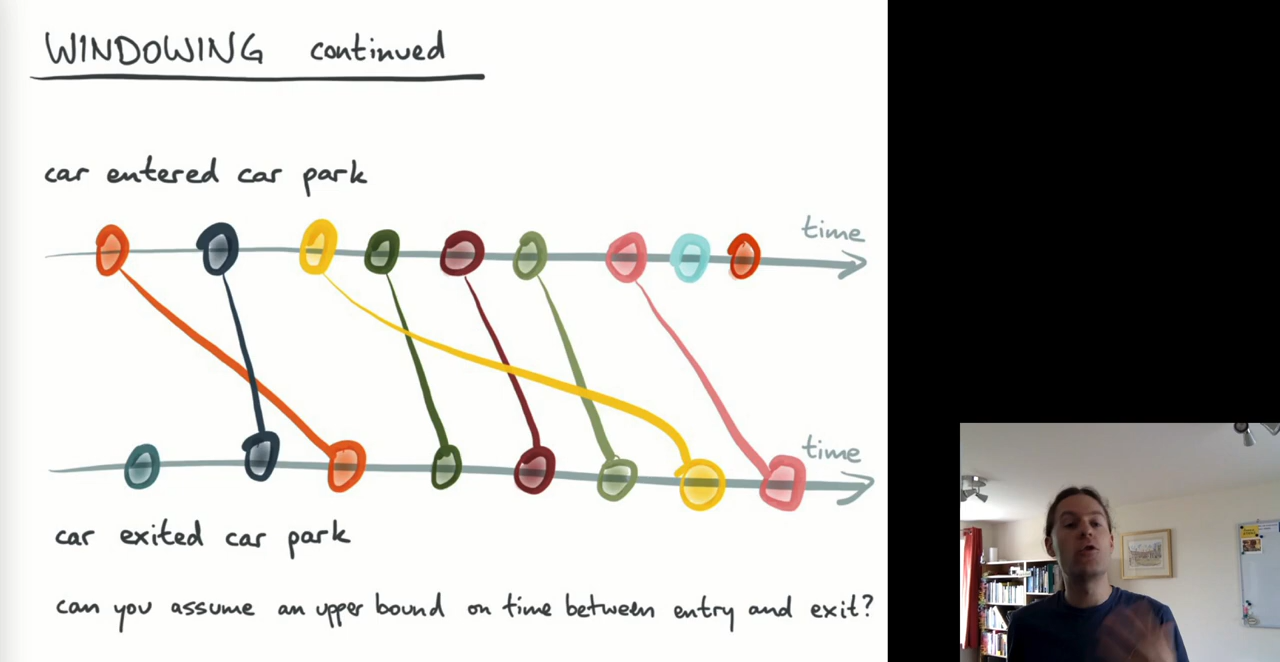 WINDOWING continued
car entered car park
time
time
car exited car park
can you assume an upper bound on time between entry and exit?